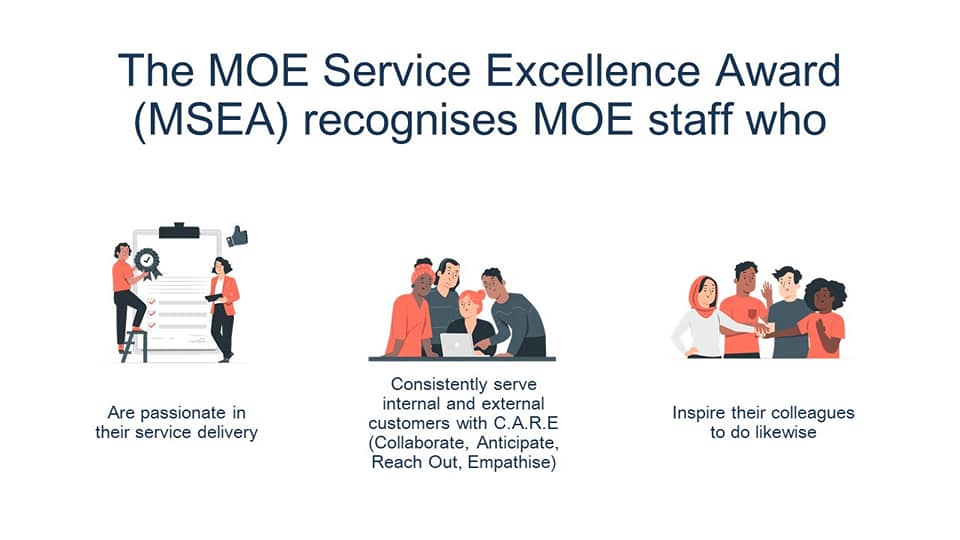 The MOE Service Excellence Award
(MSEA) recognises MOE staff who
Are passionate in
their service delivery
Consistently serve
internal and external
customers with C.A.R.E
(Collaborate, Anticipate,
Reach Out, Empathise)
Inspire their colleagues
to do likewise